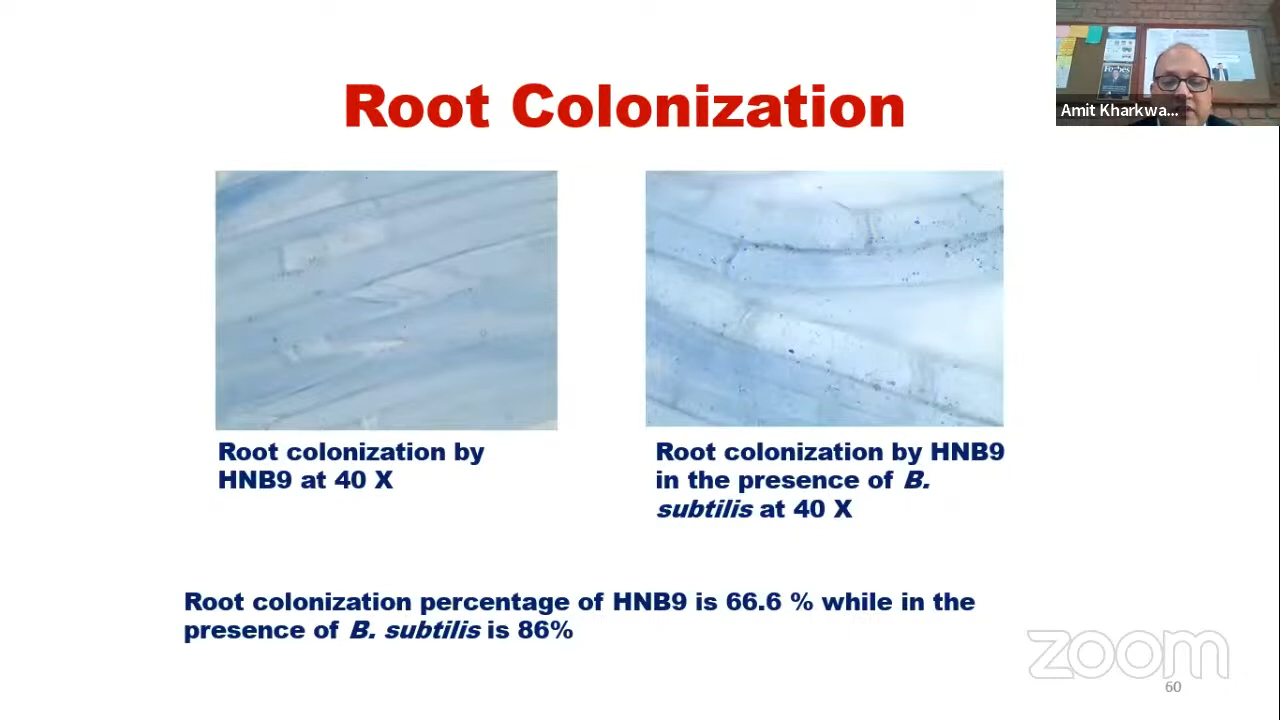 Root Colonization
Forbes
Amit Kharkwa...
Root colonization by
HNB9 at 40 X
Root colonization by HNB9
in the presence of B.
subtilis at 40 X
Root colonization percentage of HNB9 is 66.6 % while in the
presence of B. subtilis is 86%
zoom
60